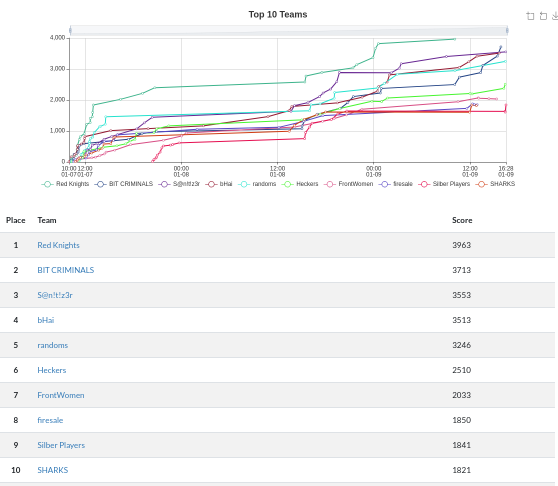 Top 10 Teams
4,000
3,000
2,000
1,000
0
10:00 12:00 00:00 12:00 00:00 12:00 16:28
01-07 01-07 01-08 01-08 01-09 01-09 01-09
Red Knights BIT CRIMINALS S@n!t!z3r bHai randoms Heckers FrontWomen firesale Silber Players SHARKS
Place Team Score
1 Red Knights 3963
2 BIT CRIMINALS 3713
3 S@n!t!z3r 3553
4 bHai 3513
5 randoms 3246
6 Heckers 2510
7 FrontWomen 2033
8 firesale 1850
9 Silber Players 1841
10 SHARKS 1821